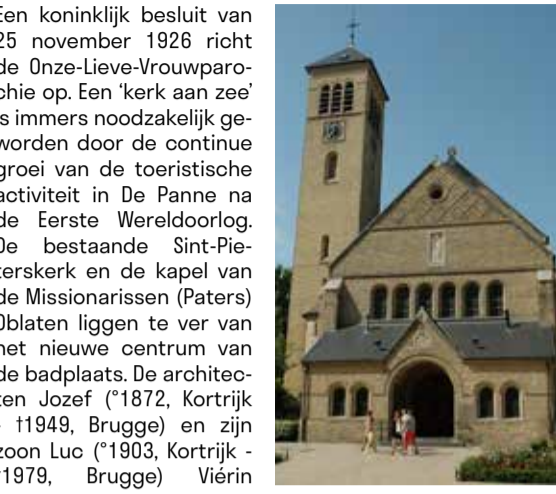 Een koninklijk besluit van
25 november 1926 richt
de Onze-Lieve-Vrouwparo-
chie op. Een ‘kerk aan zee’
is immers noodzakelijk ge-
worden door de continue
groei van de toeristische
activiteit in De Panne na
de Eerste Wereldoorlog.
De bestaande Sint-Pie-
terskerk en de kapel van
de Missionarissen (Paters)
Oblaten liggen te ver van
het nieuwe centrum van
de badplaats. De architec-
ten Jozef (°1872, Kortrijk
- †1949, Brugge) en zijn
zoon Luc (°1903, Kortrijk -
†1979, Brugge) Viérin